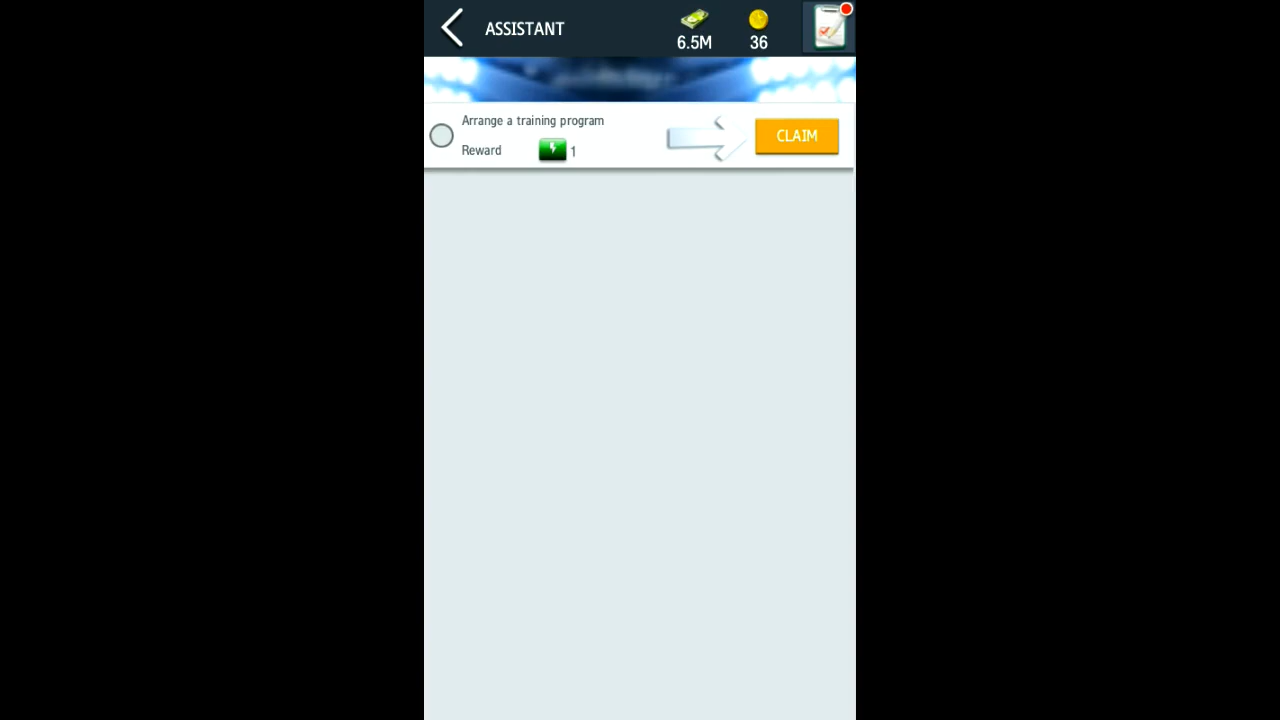 ASSISTANT
6.5M
36
Arrange a training program
CLAIM
Reward
1